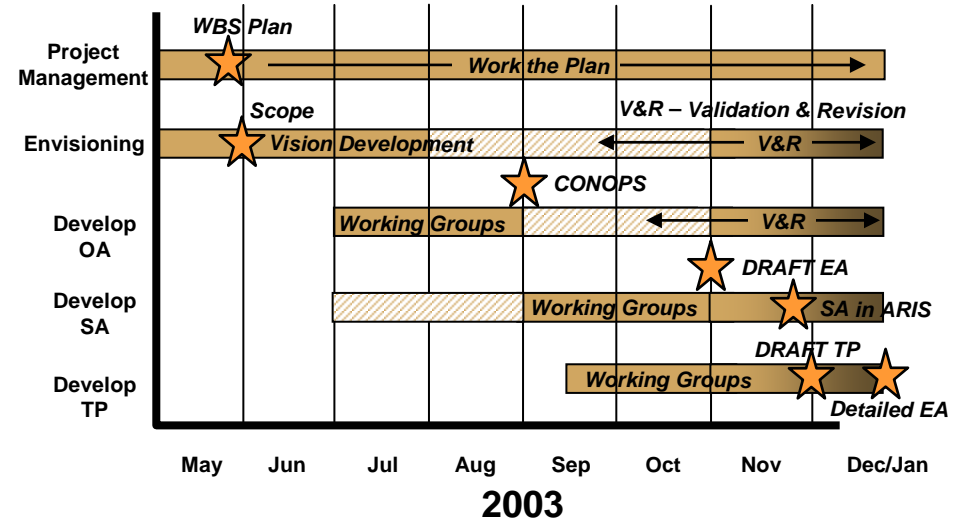 WBS Plan
Project
Management
Work the Plan
Scope
V&R – Validation & Revision
Envisioning
Vision Development
V&R
CONOPS
Develop
OA
Working Groups
V&R
DRAFT EA
Develop
SA
Working Groups
SA in ARIS
DRAFT TP
Develop
TP
Working Groups
Detailed EA
May Jun Jul Aug Sep Oct Nov Dec/Jan
2003